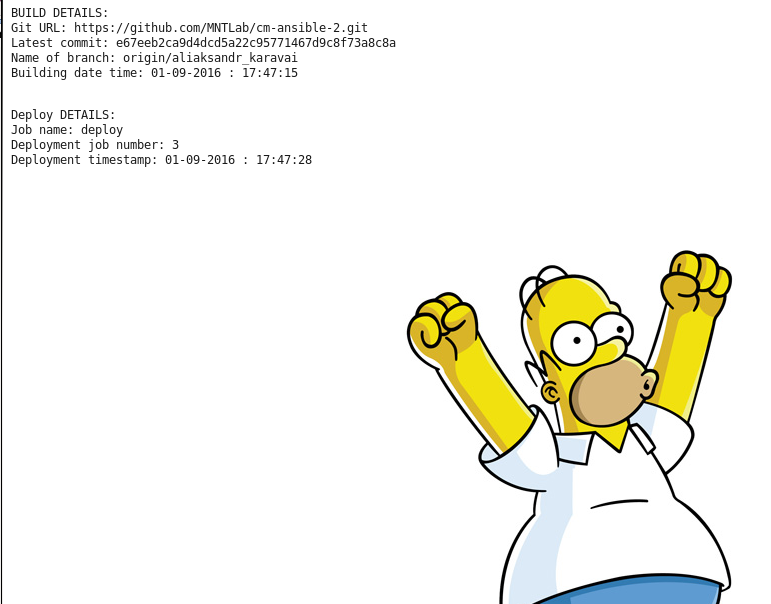 BUILD DETAILS:
Git URL: https://github.com/MNTLab/cm-ansible-2.git
Latest commit: e67eeb2ca9d4dcd5a22c95771467d9c8f73a8c8a
Name of branch: origin/aliaksandr_karavai
Building date time: 01-09-2016 : 17:47:15
Deploy DETAILS:
Job name: deploy
Deployment job number: 3
Deployment timestamp: 01-09-2016 : 17:47:28